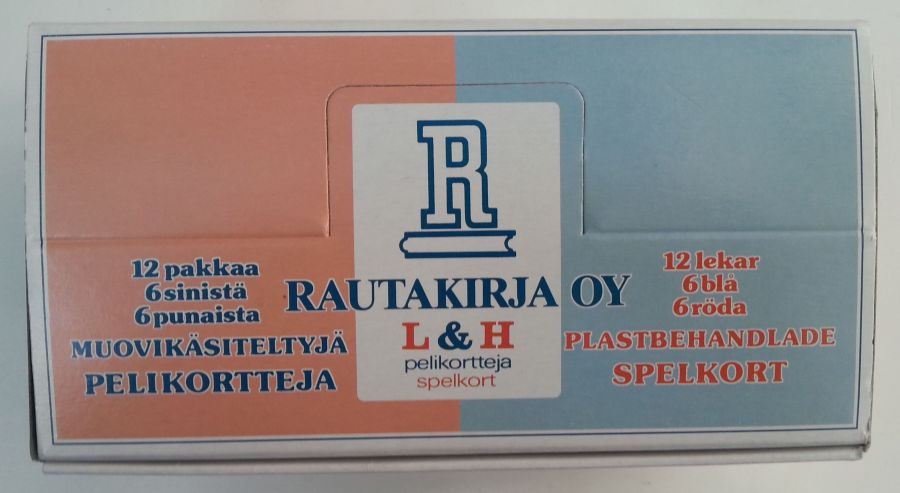 R
12 pakkaa
6 sinistä
6 punaista
MUOVIKÄSITELTYJÄ
PELIKORTTEJA
RAUTAKIRJA OY
L & H
pelikortteja
spelkort
12 lekar
6 blå
6 röda
PLASTBEHANDLADE
SPELKORT